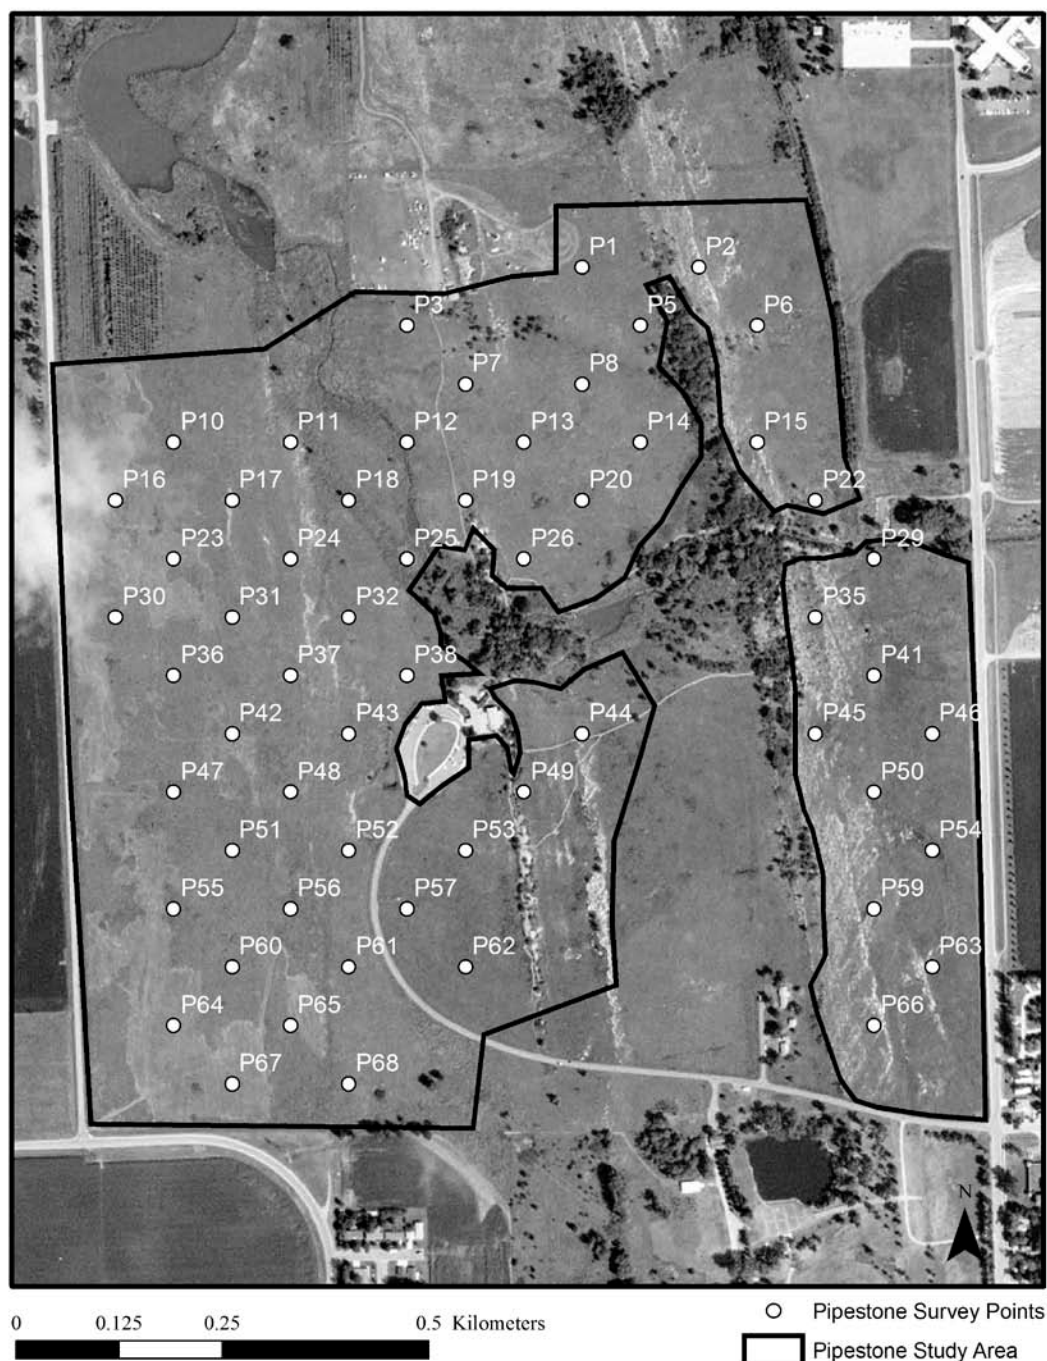 P1 P2
P3 P5 P6
P7 P8
P10 P11 P12 P13 P14 P15
P16 P17 P18 P19 P20 P22
P23 P24 P25 P26 P29
P30 P31 P32 P35
P36 P37 P38 P41
P42 P43 P44 P45 P46
P47 P48 P49 P50
P51 P52 P53 P54
P55 P56 P57 P59
P60 P61 P62 P63
P64 P65 P66
P67 P68
N
0 0.125 0.25 0.5 Kilometers
Pipestone Survey Points
Pipestone Study Area